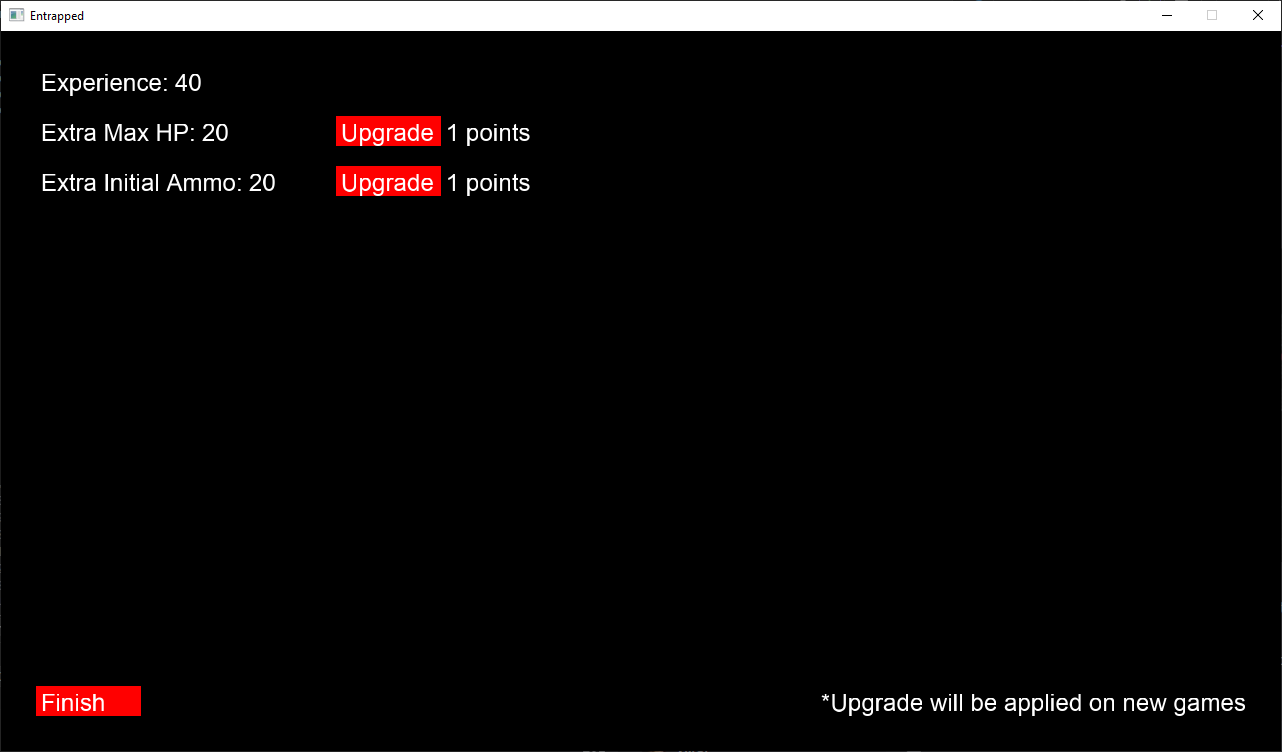 Entrapped
Experience: 40
Extra Max HP: 20 Upgrade 1 points
Extra Initial Ammo: 20 Upgrade 1 points
Finish *Upgrade will be applied on new games